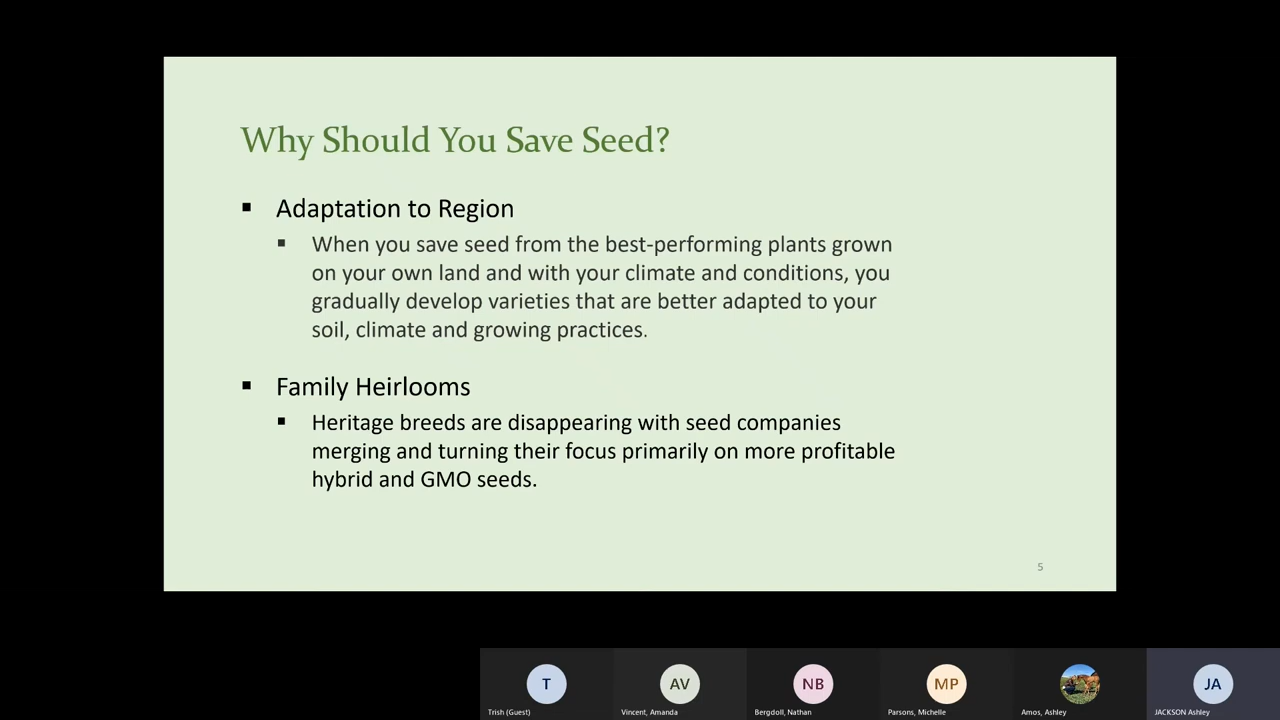 Why Should You Save Seed?
▪ Adaptation to Region
▪ When you save seed from the best-performing plants grown
on your own land and with your climate and conditions, you
gradually develop varieties that are better adapted to your
soil, climate and growing practices.
▪ Family Heirlooms
▪ Heritage breeds are disappearing with seed companies
merging and turning their focus primarily on more profitable
hybrid and GMO seeds.
5
T AV NB MP JA
Trish (Guest) Vincent, Amanda Bergdoll, Nathan Parsons, Michelle Amos, Ashley JACKSON Ashley